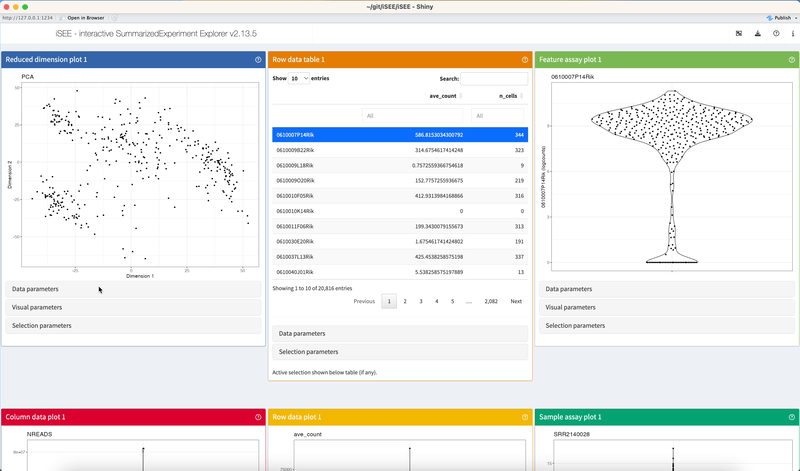 ~/git/iSEE/iSEE - Shiny
http://127.0.0.1:1234
Open in Browser
Publish
iSEE - interactive SummarizedExperiment Explorer v2.13.5
Reduced dimension plot 1
PCA
50
25
0
-25
-50
Dimension 2
-25
0
25
50
Dimension 1
Data parameters
Visual parameters
Selection parameters
Row data table 1
Show 10 entries
Search:
ave_count n_cells
All All
0610007P14Rik 586.8153034300792 344
0610009B22Rik 314.6754617414248 323
0610009L18Rik 0.7572559366754618 9
0610009O20Rik 152.7755255936675 219
0610010F05Rik 412.9313984168866 316
0610010K14Rik 0 0
0610011F06Rik 199.3430079155673 313
0610030E20Rik 1.675461741424802 191
0610037L13Rik 425.4538258575198 337
0610040J01Rik 5.538258575197889 13
Showing 1 to 10 of 20,816 entries
Previous 1 2 3 4 5 … 2,082 Next
Data parameters
Selection parameters
Active selection shown below table (if any).
Feature assay plot 1
0610007P14Rik
0610007P14Rik (logcounts)
9
6
3
0
Data parameters
Visual parameters
Selection parameters
Column data plot 1
NREADS
Row data plot 1
ave_count
75000
Sample assay plot 1
SRR2140028
15